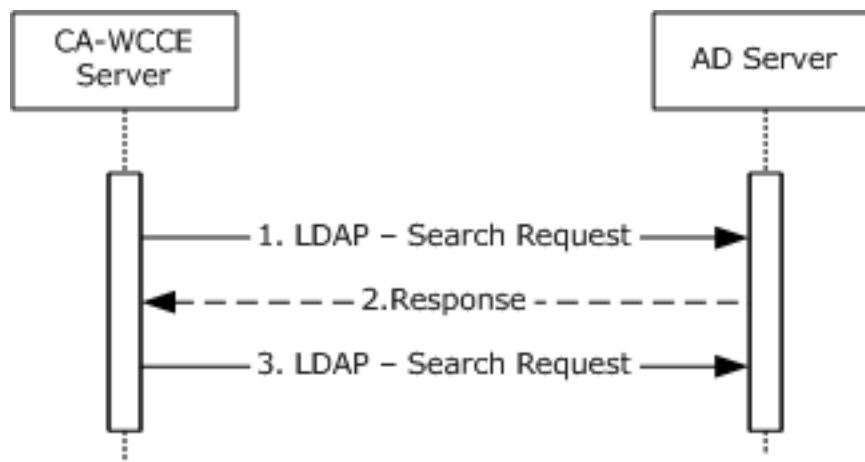 CA-WCCE
Server
AD Server
1. LDAP – Search Request
2.Response
3. LDAP – Search Request